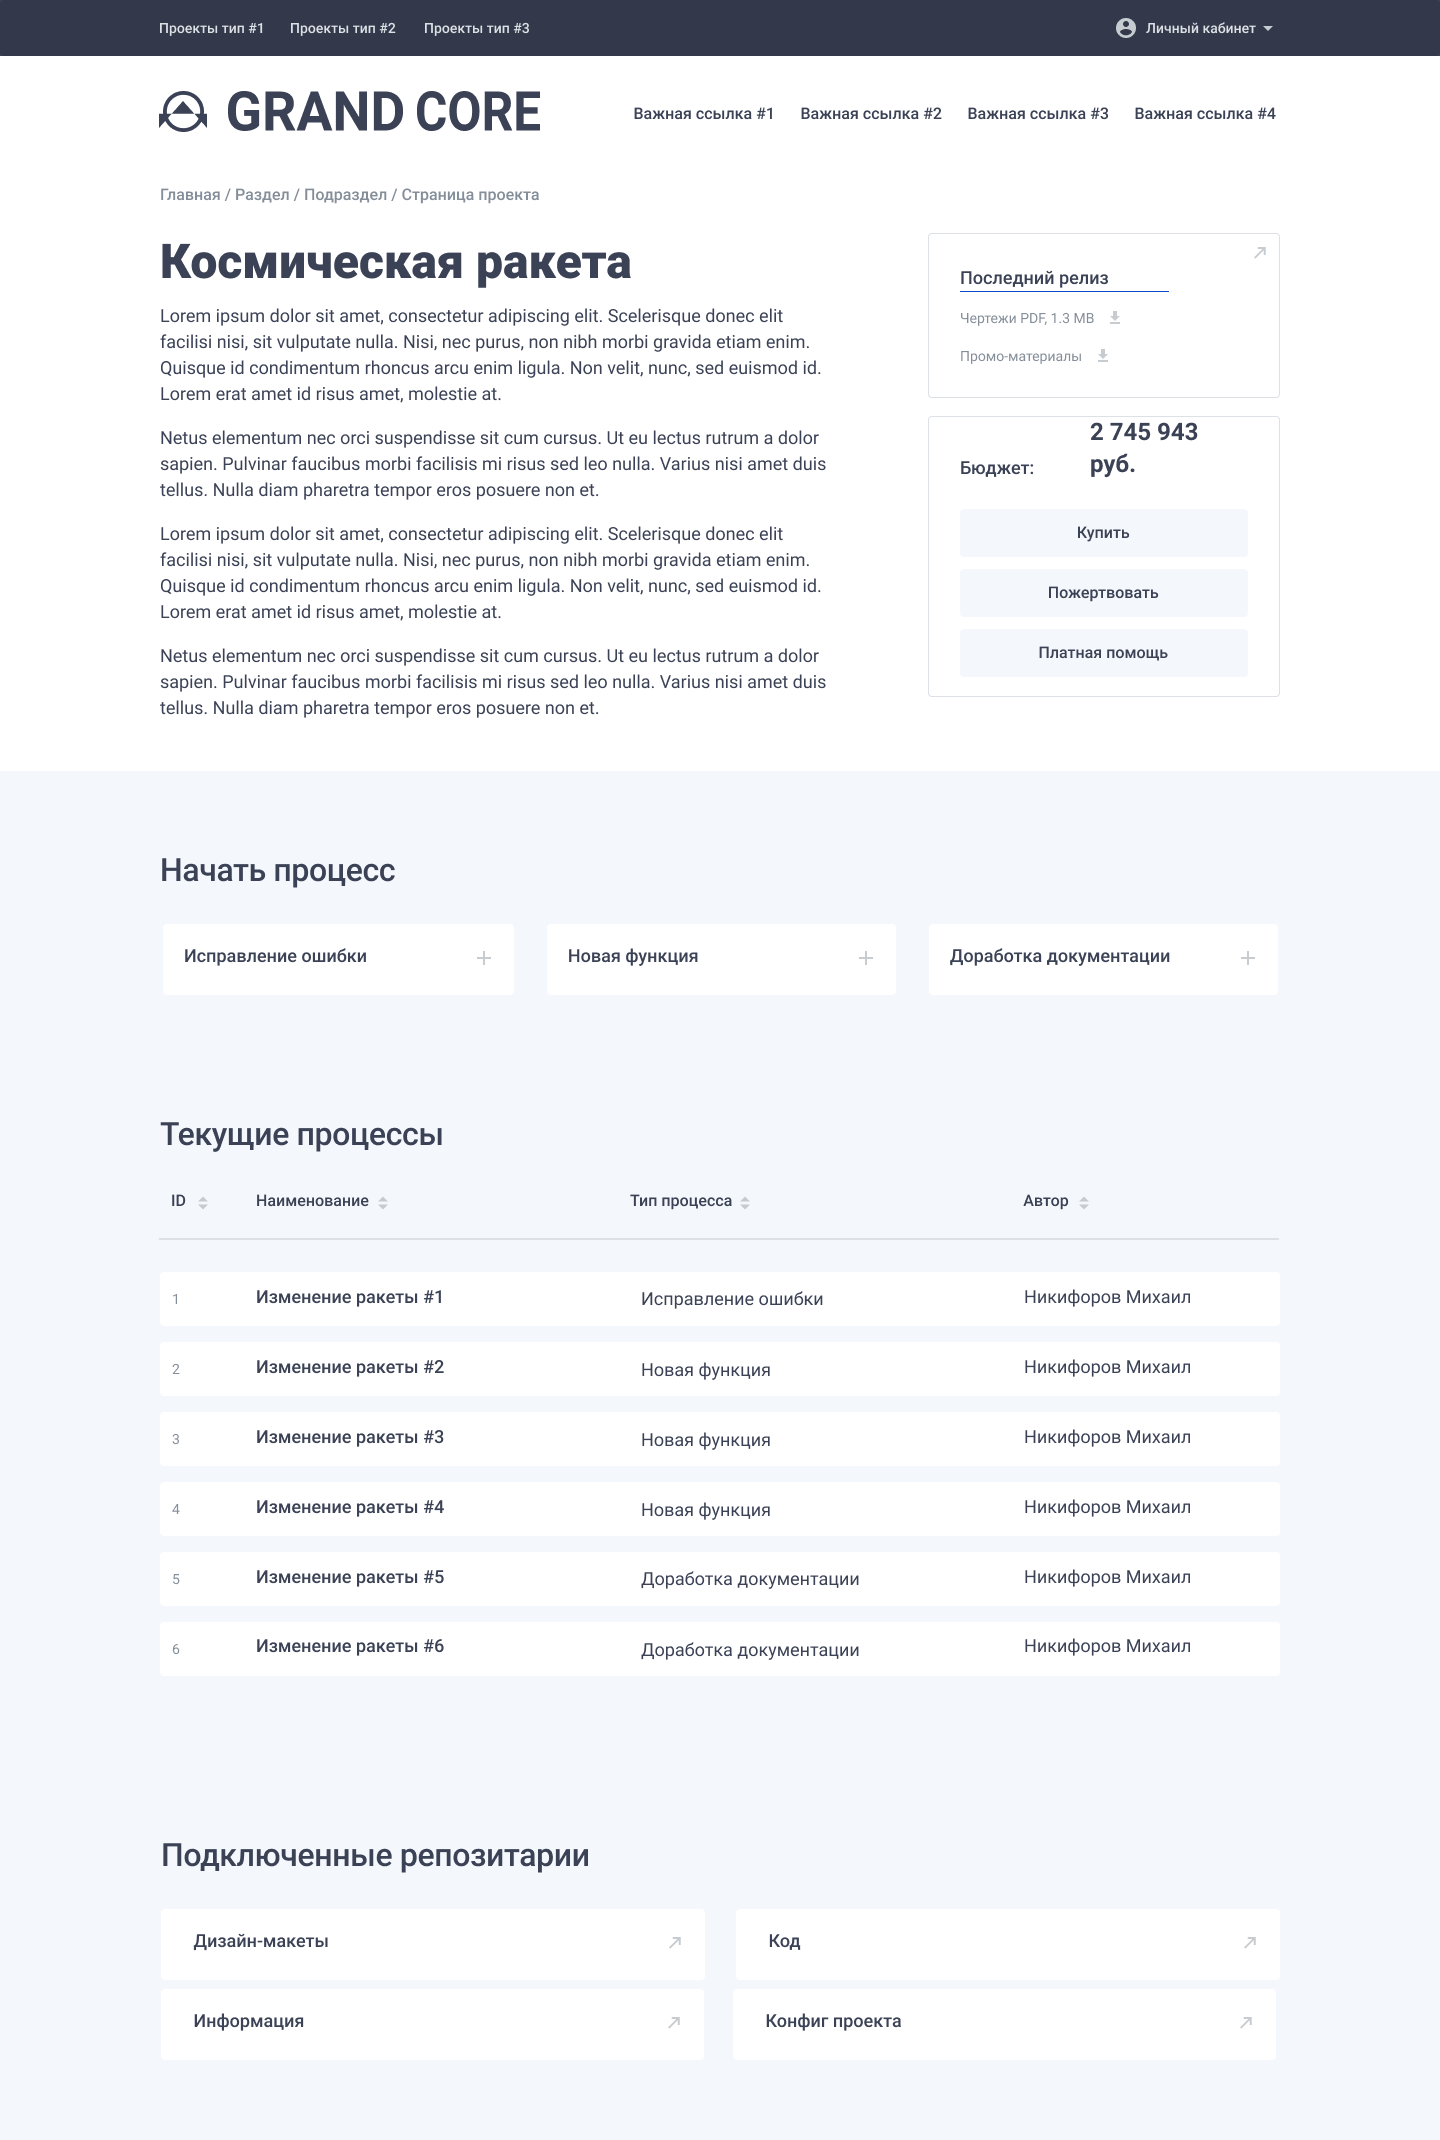 Проекты тип #1 Проекты тип #2 Проекты тип #3 Личный кабинет
GRAND CORE
Важная ссылка #1 Важная ссылка #2 Важная ссылка #3 Важная ссылка #4
Главная / Раздел / Подраздел / Страница проекта
Космическая ракета
Lorem ipsum dolor sit amet, consectetur adipiscing elit. Scelerisque donec elit
facilisi nisi, sit vulputate nulla. Nisi, nec purus, non nibh morbi gravida etiam enim.
Quisque id condimentum rhoncus arcu enim ligula. Non velit, nunc, sed euismod id.
Lorem erat amet id risus amet, molestie at.
Netus elementum nec orci suspendisse sit cum cursus. Ut eu lectus rutrum a dolor
sapien. Pulvinar faucibus morbi facilisis mi risus sed leo nulla. Varius nisi amet duis
tellus. Nulla diam pharetra tempor eros posuere non et.
Lorem ipsum dolor sit amet, consectetur adipiscing elit. Scelerisque donec elit
facilisi nisi, sit vulputate nulla. Nisi, nec purus, non nibh morbi gravida etiam enim.
Quisque id condimentum rhoncus arcu enim ligula. Non velit, nunc, sed euismod id.
Lorem erat amet id risus amet, molestie at.
Netus elementum nec orci suspendisse sit cum cursus. Ut eu lectus rutrum a dolor
sapien. Pulvinar faucibus morbi facilisis mi risus sed leo nulla. Varius nisi amet duis
tellus. Nulla diam pharetra tempor eros posuere non et.
Последний релиз
Чертежи PDF, 1.3 MB
Промо-материалы
Бюджет:
2 745 943
руб.
Купить
Пожертвовать
Платная помощь
Начать процесс
Исправление ошибки
Новая функция
Доработка документации
Текущие процессы
ID Наименование Тип процесса Автор
1 Изменение ракеты #1 Исправление ошибки Никифоров Михаил
2 Изменение ракеты #2 Новая функция Никифоров Михаил
3 Изменение ракеты #3 Новая функция Никифоров Михаил
4 Изменение ракеты #4 Новая функция Никифоров Михаил
5 Изменение ракеты #5 Доработка документации Никифоров Михаил
6 Изменение ракеты #6 Доработка документации Никифоров Михаил
Подключенные репозитарии
Дизайн-макеты
Код
Информация
Конфиг проекта